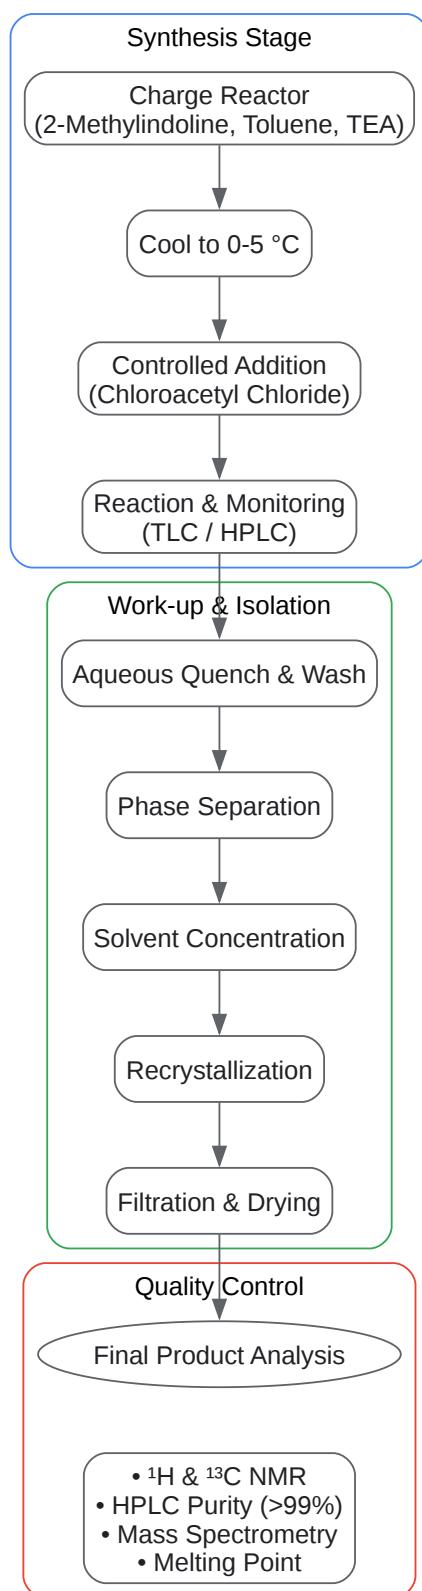 Synthesis Stage
Charge Reactor
(2-Methylindoline, Toluene, TEA)
Cool to 0-5 °C
Controlled Addition
(Chloroacetyl Chloride)
Reaction & Monitoring
(TLC / HPLC)
Work-up & Isolation
Aqueous Quench & Wash
Phase Separation
Solvent Concentration
Recrystallization
Filtration & Drying
Quality Control
Final Product Analysis
• ¹H & ¹³C NMR
• HPLC Purity (>99%)
• Mass Spectrometry
• Melting Point